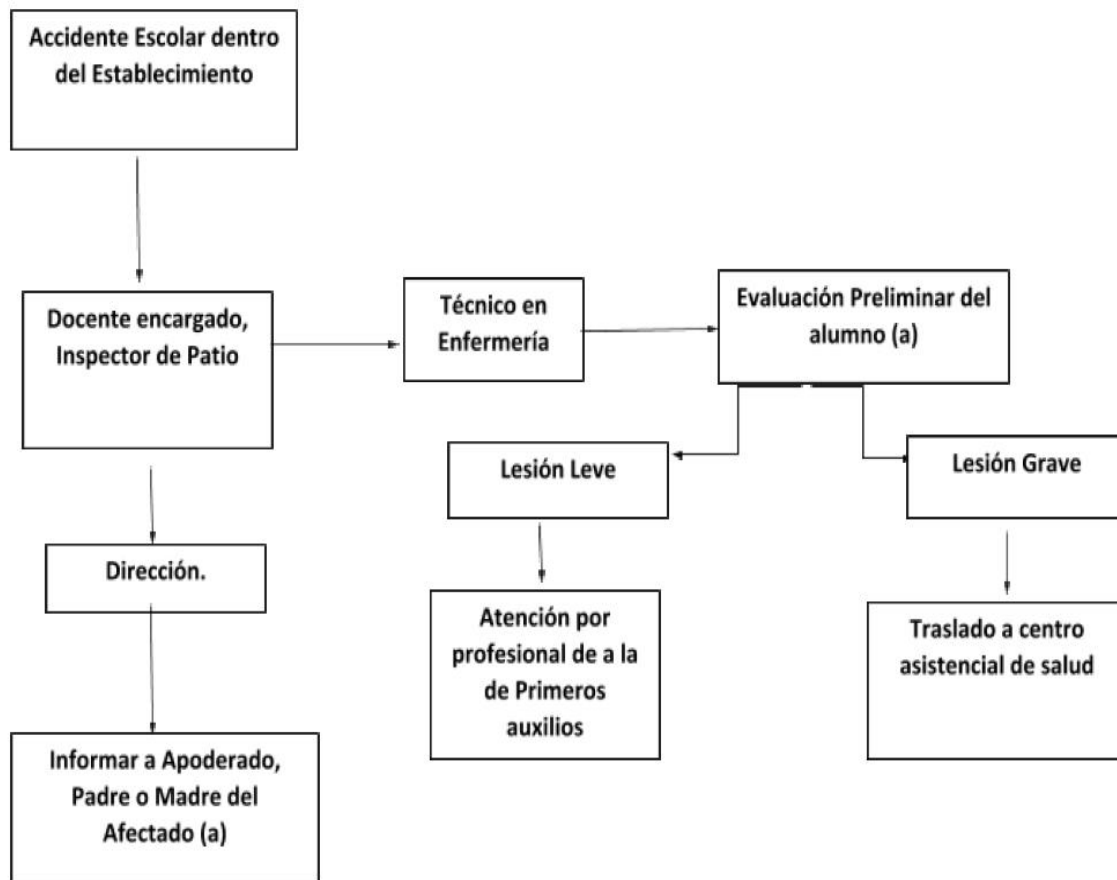 Accidente Escolar dentro
del Establecimiento
Docente encargado,
Inspector de Patio
Técnico en
Enfermería
Evaluación Preliminar del
alumno (a)
Lesión Leve
Lesión Grave
Dirección.
Atención por
profesional de a la
de Primeros
auxilios
Traslado a centro
asistencial de salud
Informar a Apoderado,
Padre o Madre del
Afectado (a)